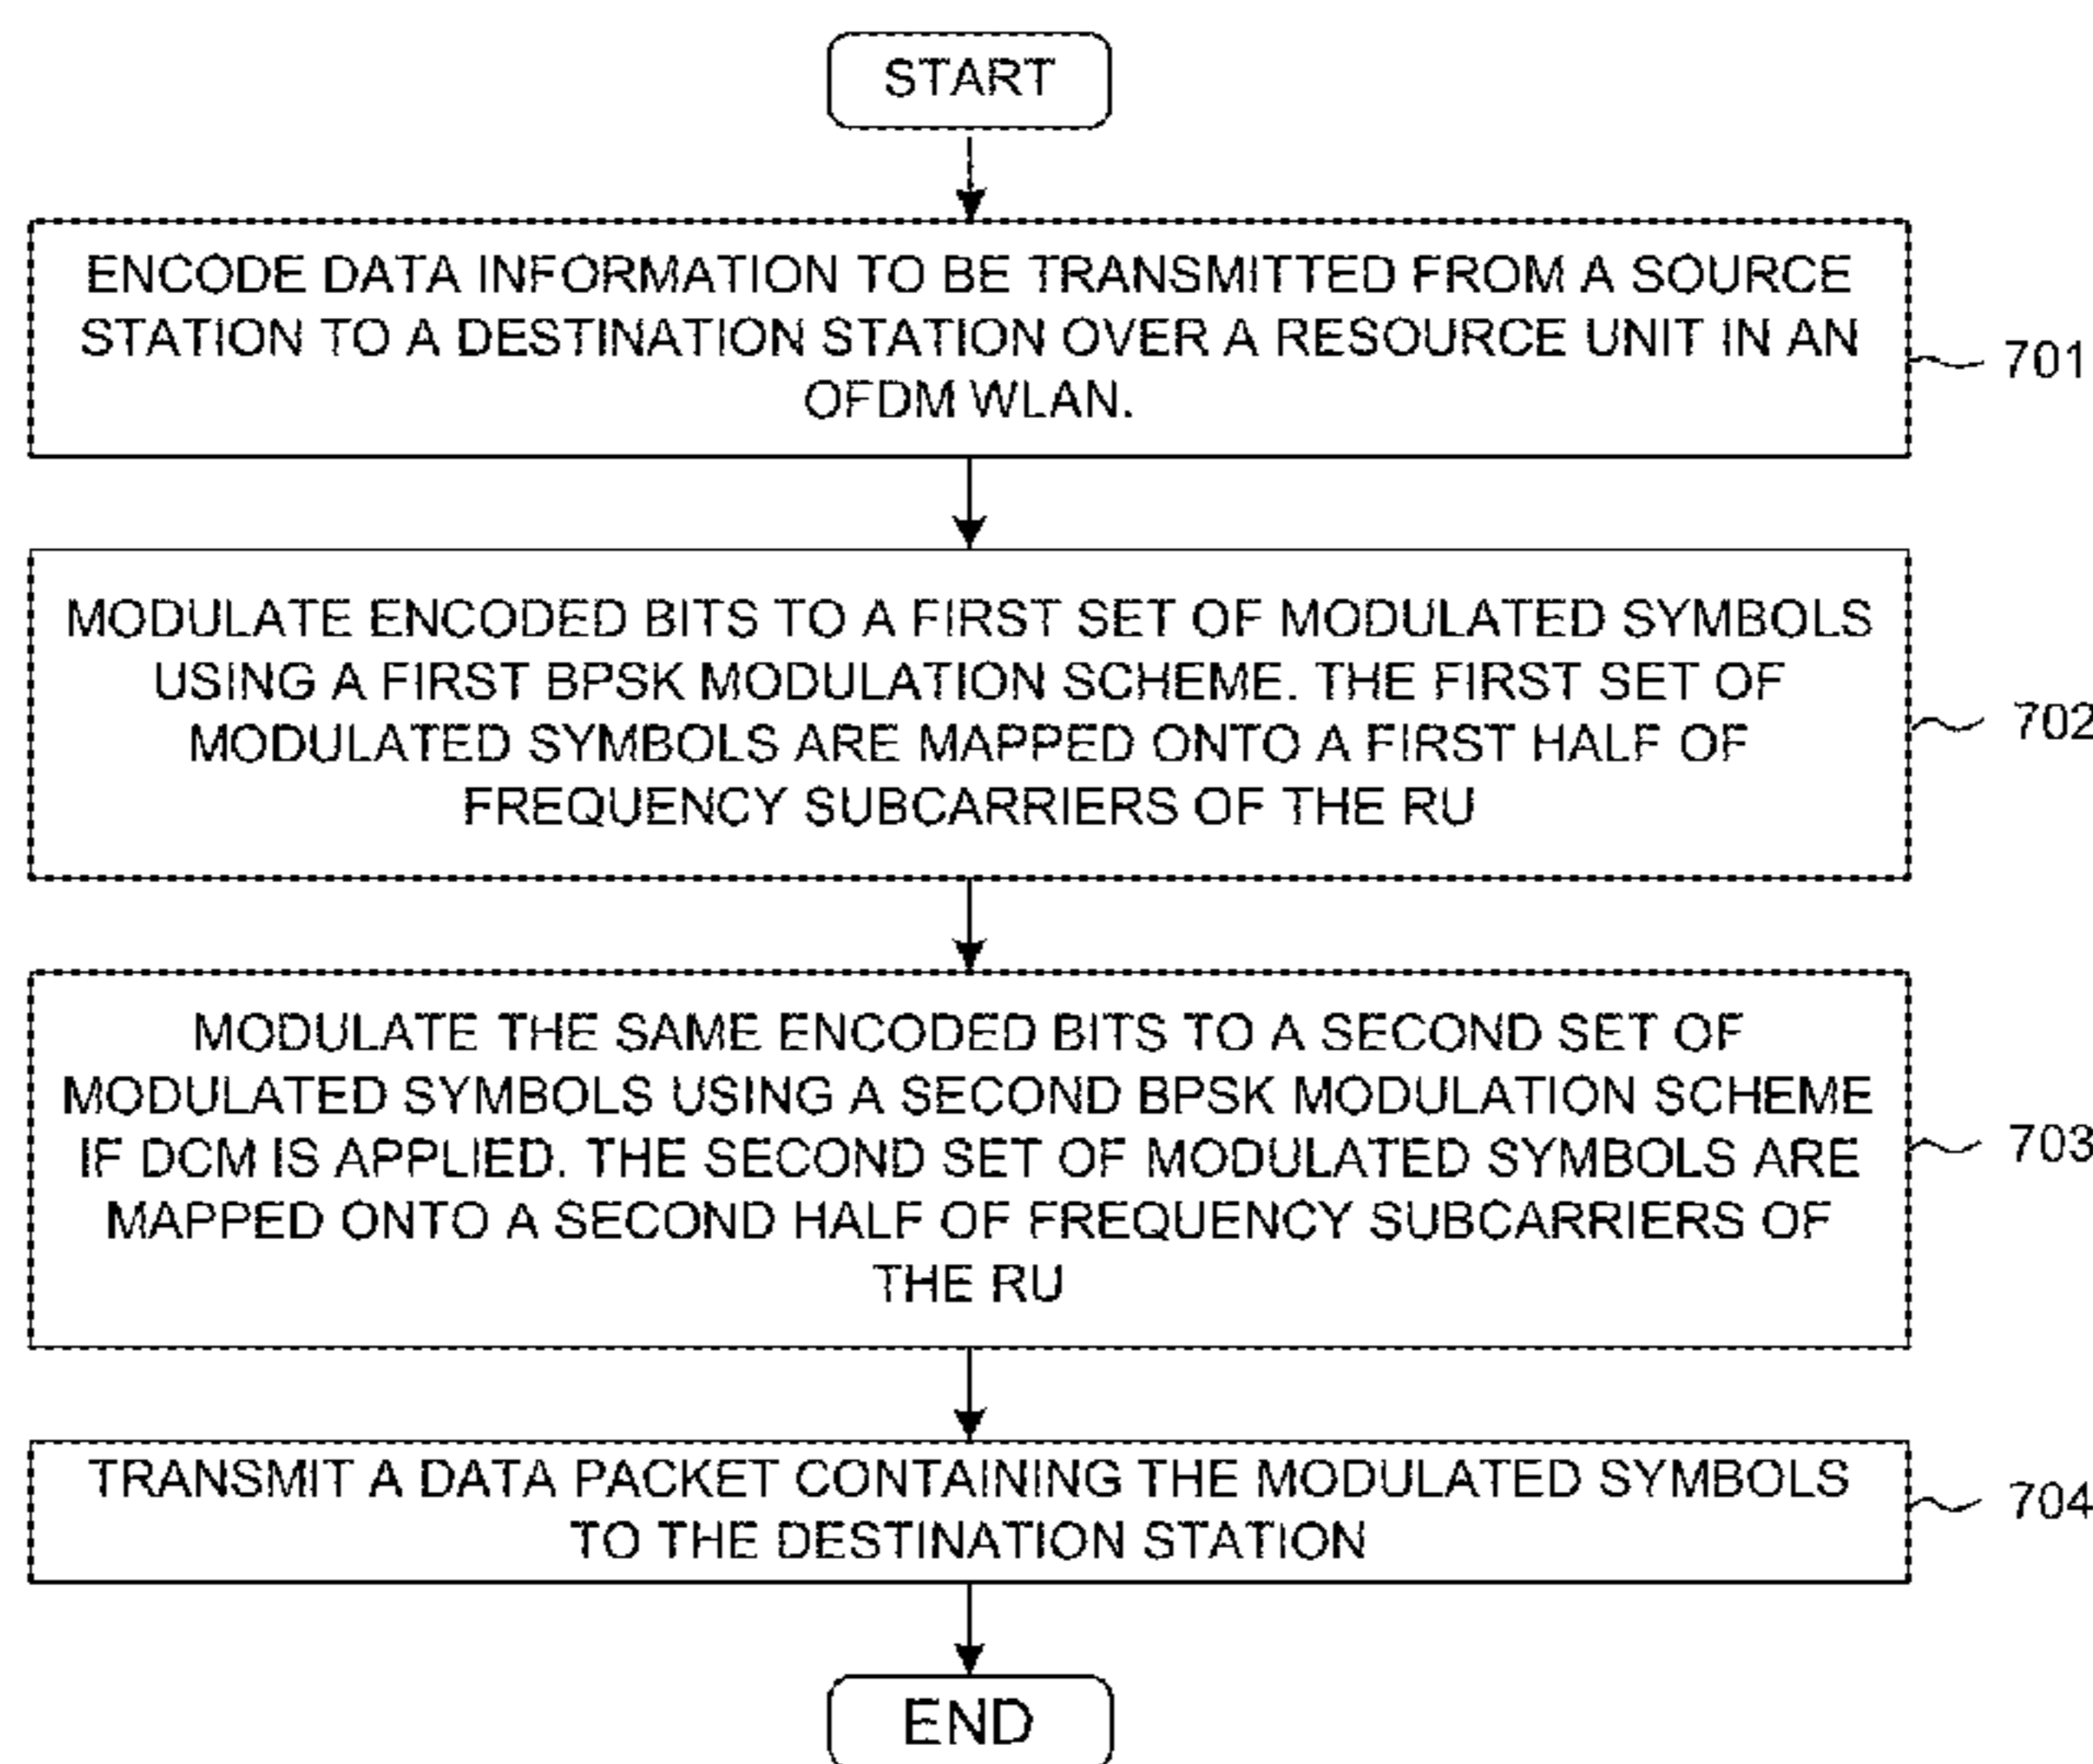 START
ENCODE DATA INFORMATION TO BE TRANSMITTED FROM A SOURCE
STATION TO A DESTINATION STATION OVER A RESOURCE UNIT IN AN
OFDM WLAN.
701
MODULATE ENCODED BITS TO A FIRST SET OF MODULATED SYMBOLS
USING A FIRST BPSK MODULATION SCHEME. THE FIRST SET OF
MODULATED SYMBOLS ARE MAPPED ONTO A FIRST HALF OF
FREQUENCY SUBCARRIERS OF THE RU
702
MODULATE THE SAME ENCODED BITS TO A SECOND SET OF
MODULATED SYMBOLS USING A SECOND BPSK MODULATION SCHEME
IF DCM IS APPLIED. THE SECOND SET OF MODULATED SYMBOLS ARE
MAPPED ONTO A SECOND HALF OF FREQUENCY SUBCARRIERS OF
THE RU
703
TRANSMIT A DATA PACKET CONTAINING THE MODULATED SYMBOLS
TO THE DESTINATION STATION
704
END